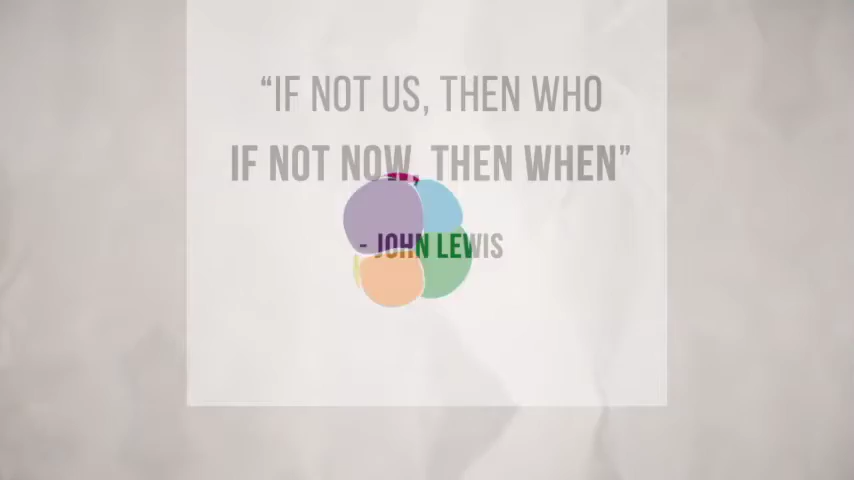 “IF NOT US, THEN WHO
IF NOT NOW, THEN WHEN”
- JOHN LEWIS